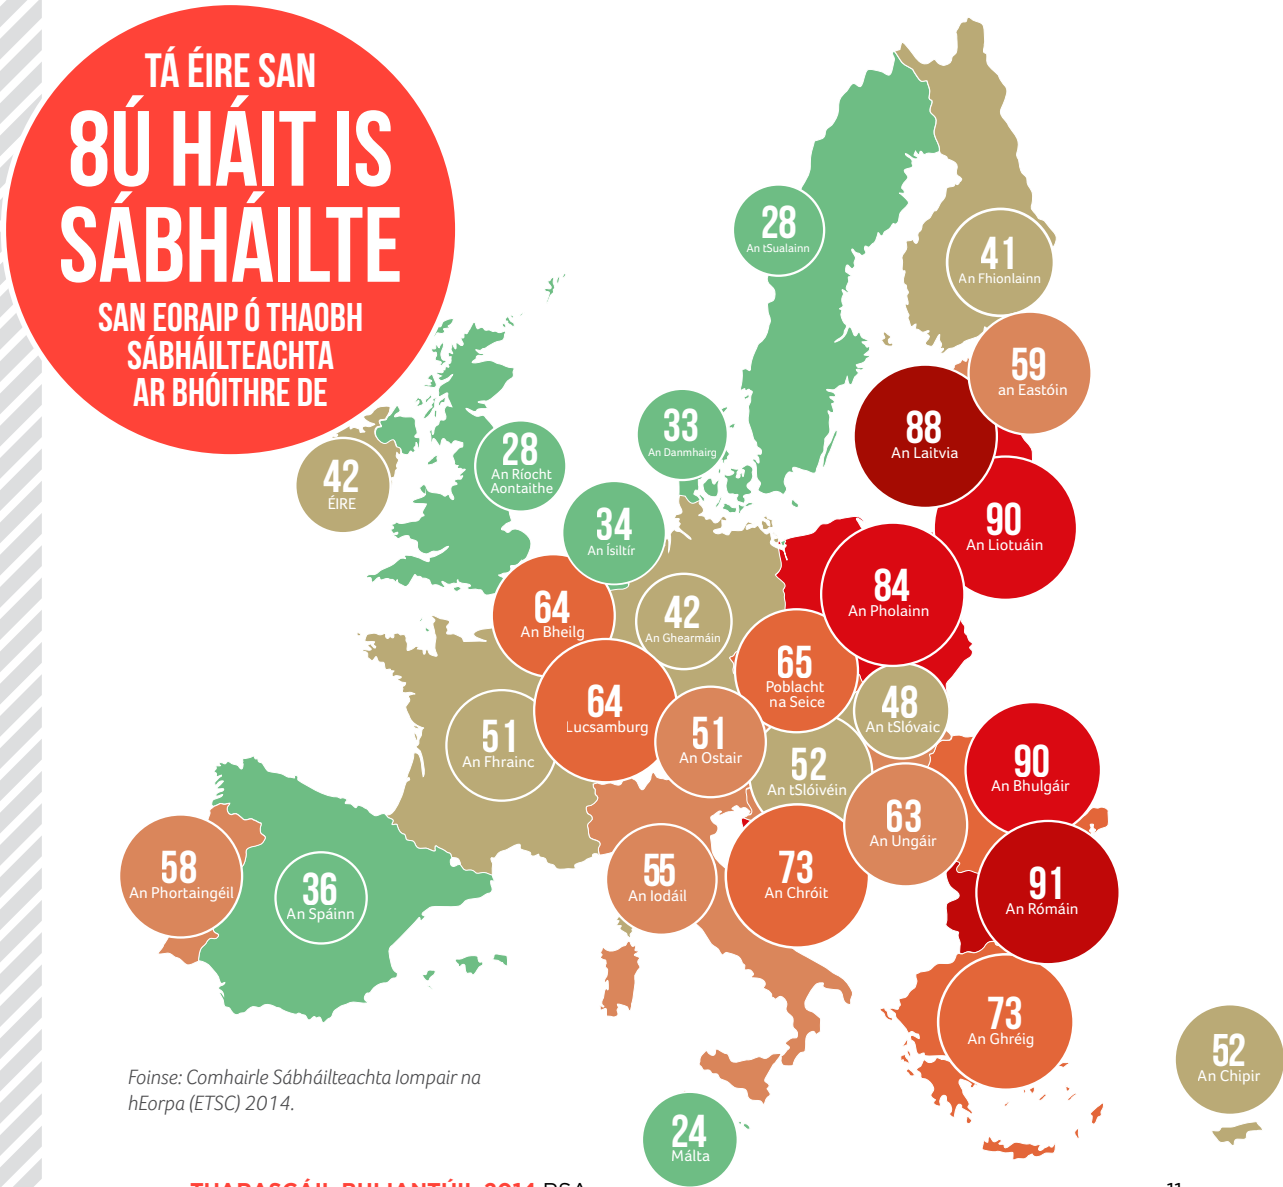 TÁ ÉIRE SAN
8Ú HÁIT IS
SÁBHÁILTE
SAN EORAIP Ó THAOBH
SÁBHÁILTEACHTA
AR BHÓITHRE DE
28
An tSualainn
41
An Fhionlainn
59
an Eastóin
88
An Laitvia
33
An Danmhairg
28
An Ríocht
Aontaithe
42
ÉIRE
34
An Ísiltír
90
An Liotuáin
84
An Pholainn
64
An Bheilg
42
An Ghearmáin
65
Poblacht
na Seice
64
Lucsamburg
48
An tSlóvaic
51
An Fhrainc
51
An Ostair
52
An tSlóivéin
90
An Bhulgáir
63
An Ungáir
58
An Phortaingéil
36
An Spáinn
55
An Iodáil
73
An Chróit
91
An Rómáin
73
An Ghréig
52
An Chipir
24
Málta
Foinse: Comhairle Sábháilteachta Iompair na
hEorpa (ETSC) 2014.
11